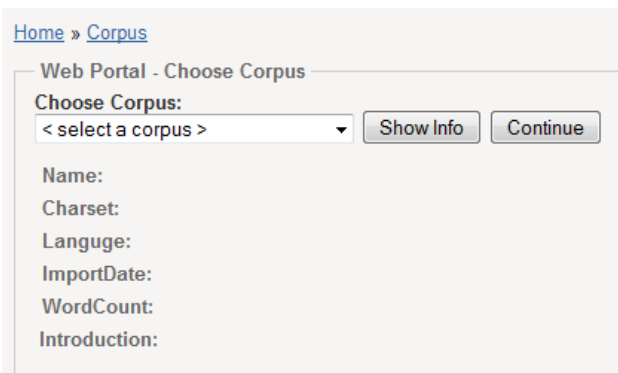 Home » Corpus
Web Portal - Choose Corpus
Choose Corpus:
< select a corpus > Show Info Continue
Name:
Charset:
Languge:
ImportDate:
WordCount:
Introduction: